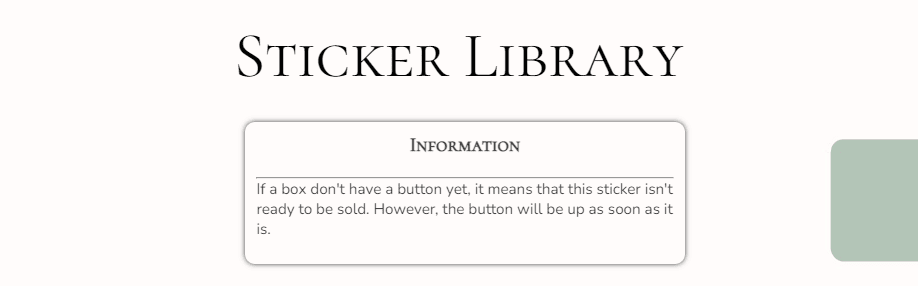 Sticker Library
Information
If a box don't have a button yet, it means that this sticker isn't
ready to be sold. However, the button will be up as soon as it
is.